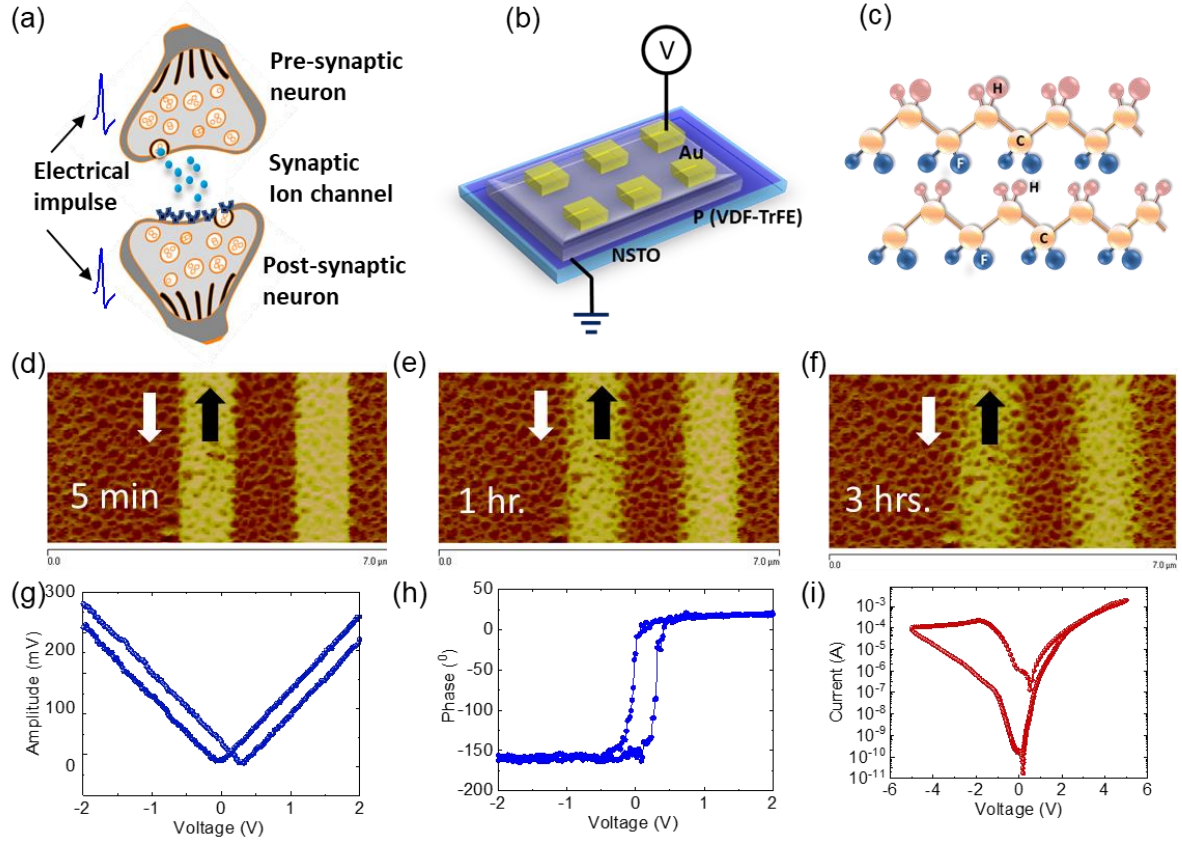 (a)
Pre-synaptic
neuron
Electrical
impulse
Synaptic
Ion channel
Post-synaptic
neuron
(b)
V
Au
P (VDF-TrFE)
NSTO
(c)
H
F
C
H
F
C
(d)
5 min
0.0
7.0 µm
(e)
1 hr.
0.0
7.0 µm
(f)
3 hrs.
0.0
7.0 µm
(g)
Amplitude (mV)
300
200
100
0
-2
-1
0
1
2
Voltage (V)
(h)
Phase (⁰)
50
0
-50
-100
-150
-200
-2
-1
0
1
2
Voltage (V)
(i)
Current (A)
10⁻³
10⁻⁴
10⁻⁵
10⁻⁶
10⁻⁷
10⁻⁸
10⁻⁹
10⁻¹⁰
10⁻¹¹
-6
-4
-2
0
2
4
6
Voltage (V)